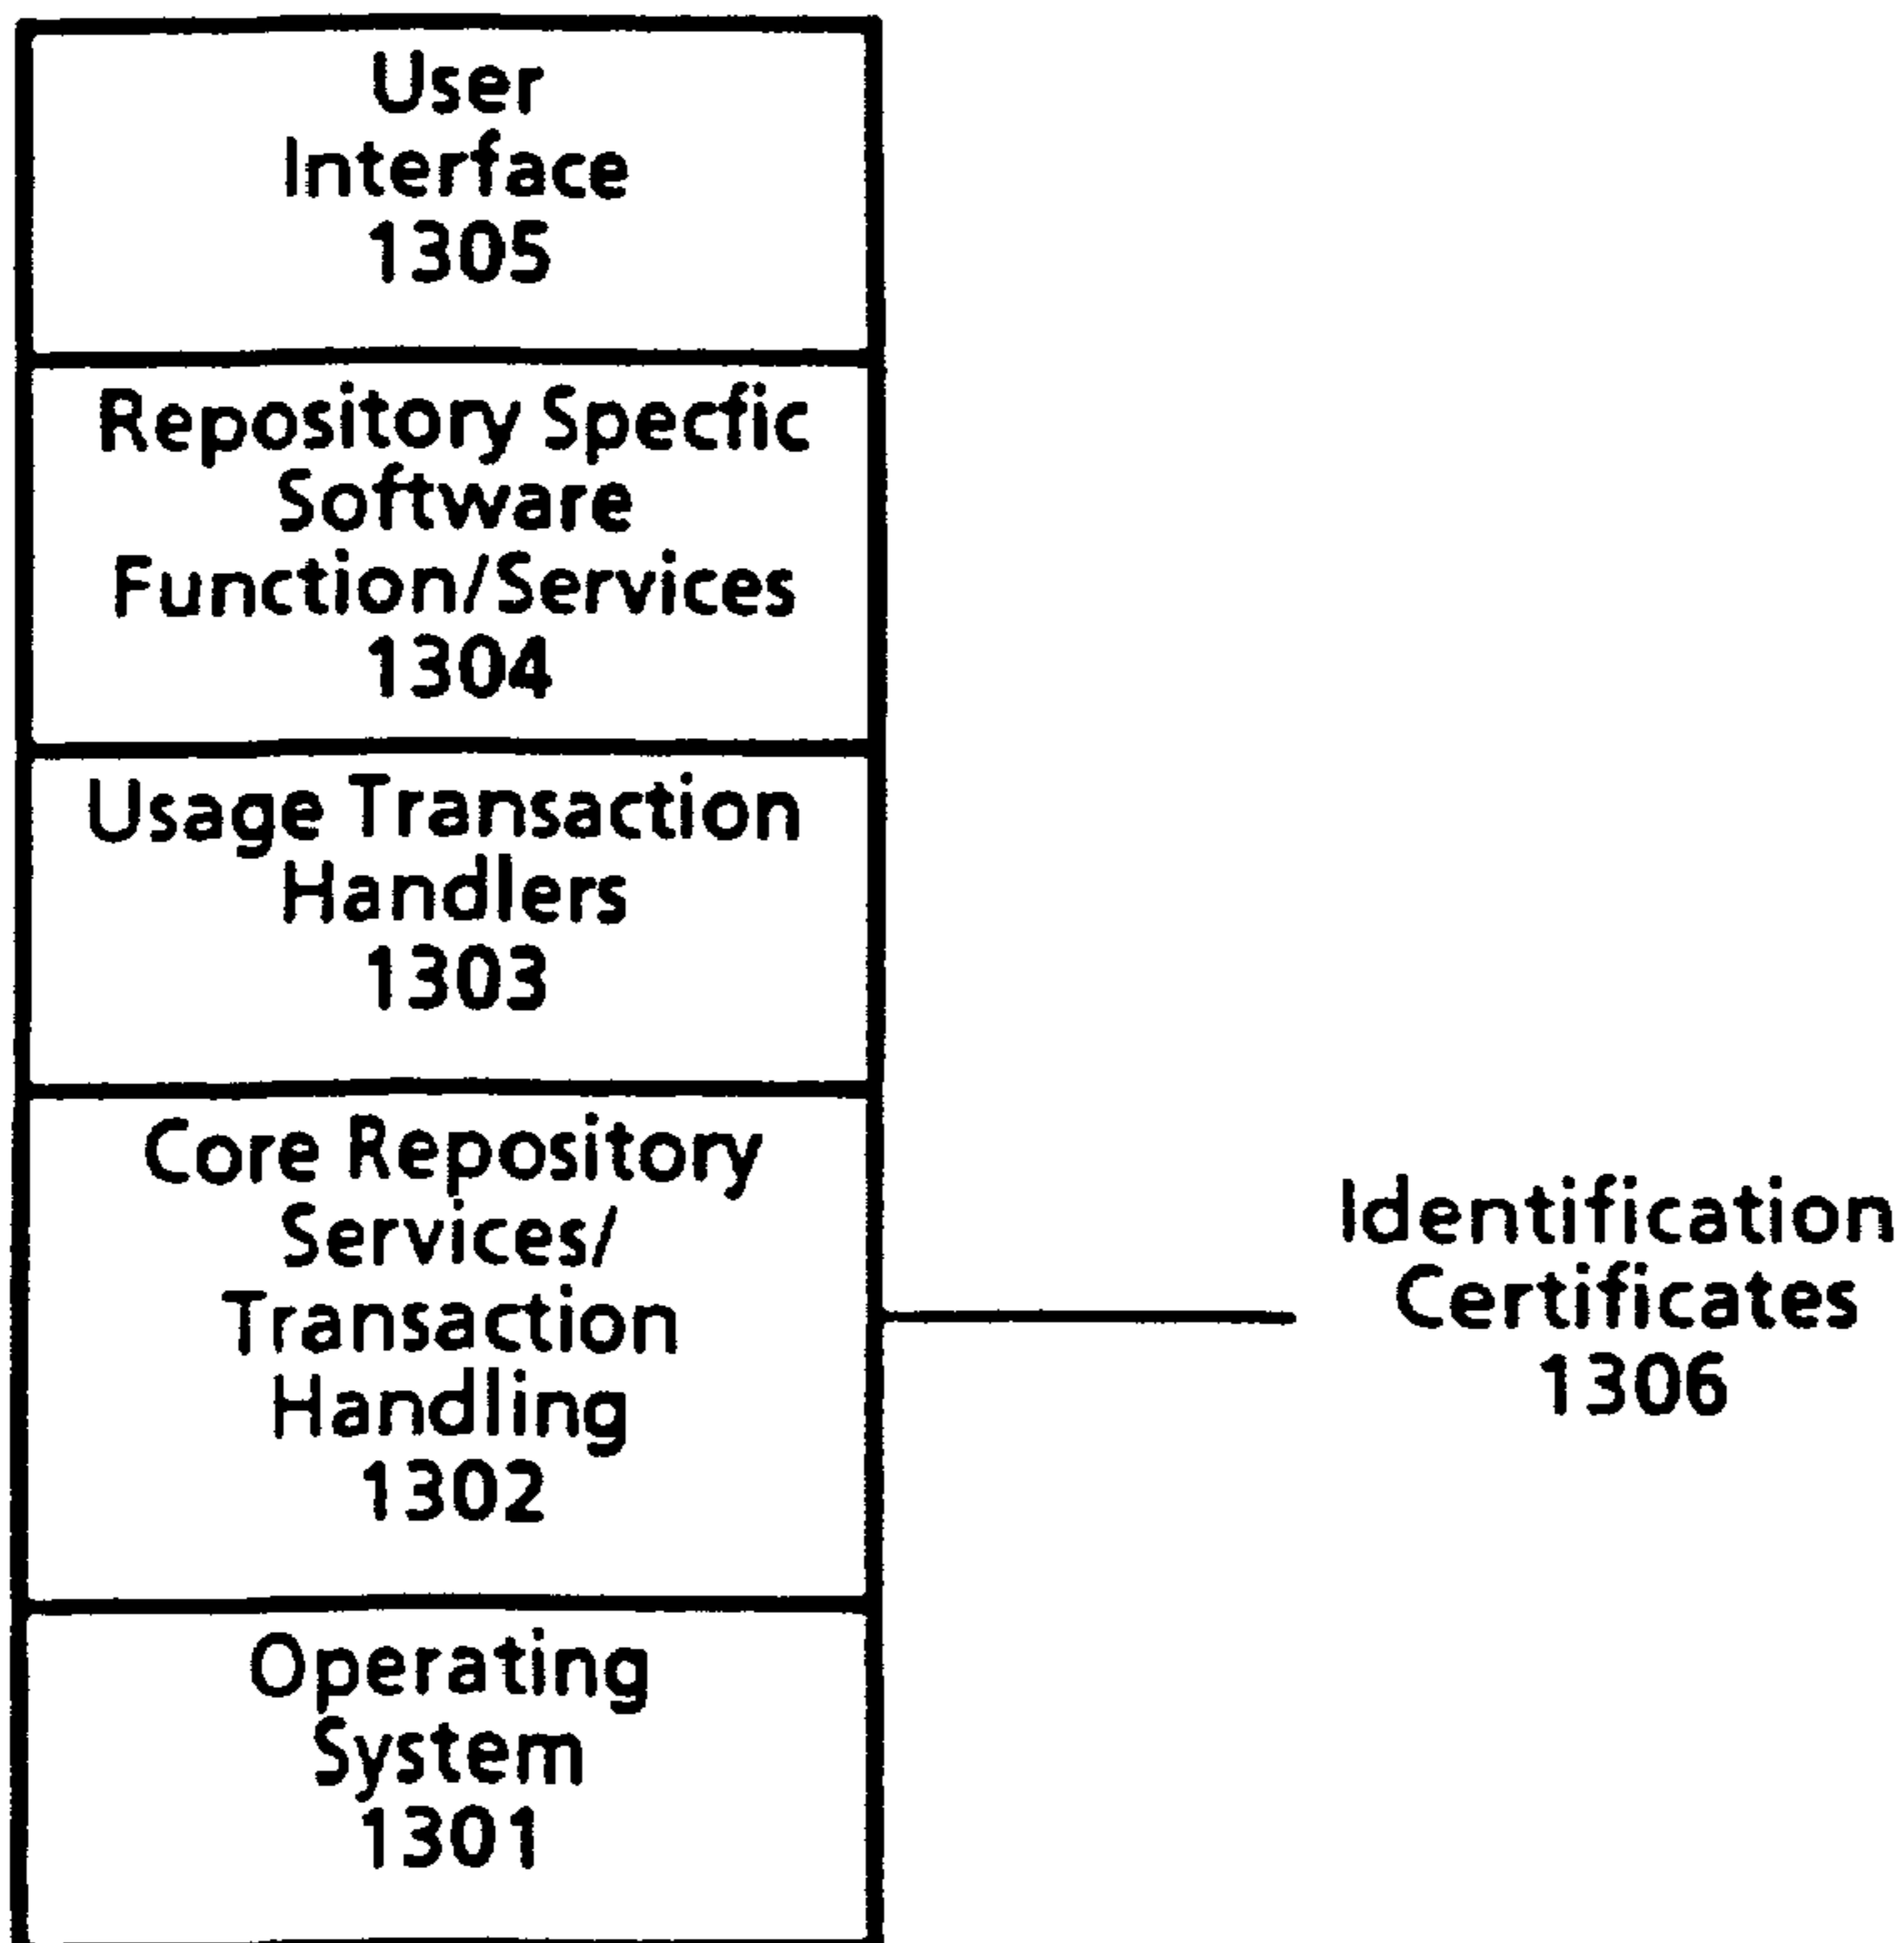 User
Interface
1305
Repository Specfic
Software
Function/Services
1304
Usage Transaction
Handlers
1303
Core Repository
Services/
Transaction
Handling
1302
Identification
Certificates
1306
Operating
System
1301